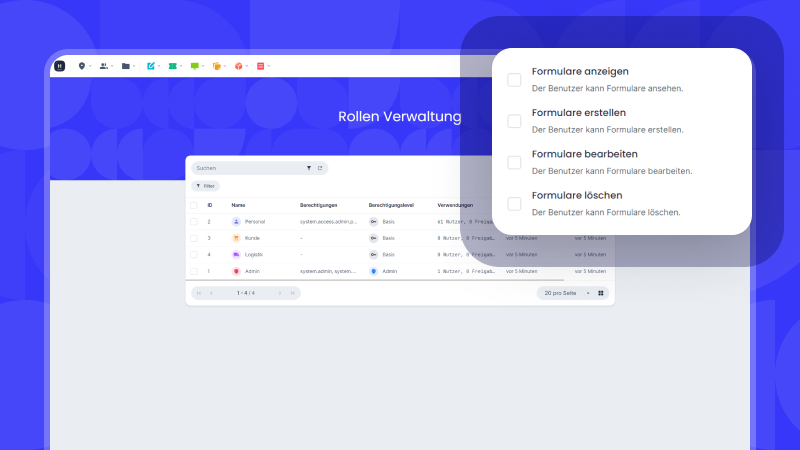 H
Rollen Verwaltung
Suchen
Filter
ID Name Berechtigungen Berechtigungslevel Verwendungen
2 Personal system.access.admin.p... Basis 41 Nutzer, 0 Freigab…
3 Kunde - Basis 0 Nutzer, 0 Freigab… vor 5 Minuten vor 5 Minuten
4 Logistik - Basis 0 Nutzer, 0 Freigab… vor 5 Minuten vor 5 Minuten
1 Admin system.admin, system.... Admin 1 Nutzer, 0 Freigab… vor 5 Minuten vor 5 Minuten
1 - 4 / 4 20 pro Seite
Formulare anzeigen
Der Benutzer kann Formulare ansehen.
Formulare erstellen
Der Benutzer kann Formulare erstellen.
Formulare bearbeiten
Der Benutzer kann Formulare bearbeiten.
Formulare löschen
Der Benutzer kann Formulare löschen.